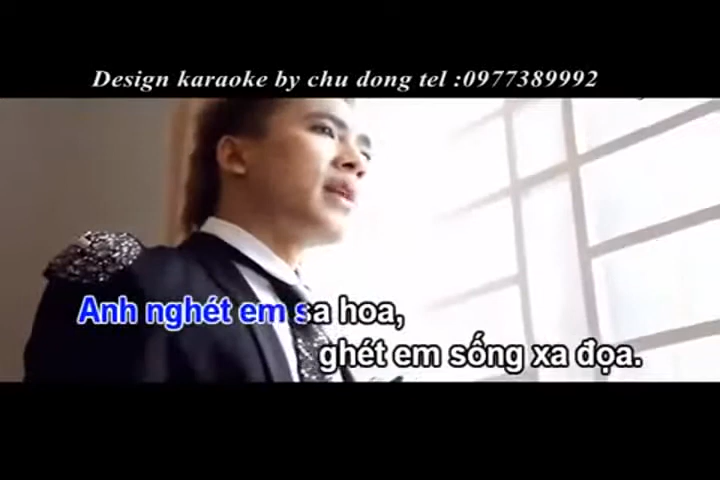 Design karaoke by chu dong tel :0977389992
Anh nghét em sa hoa,
ghét em sống xa đọa.